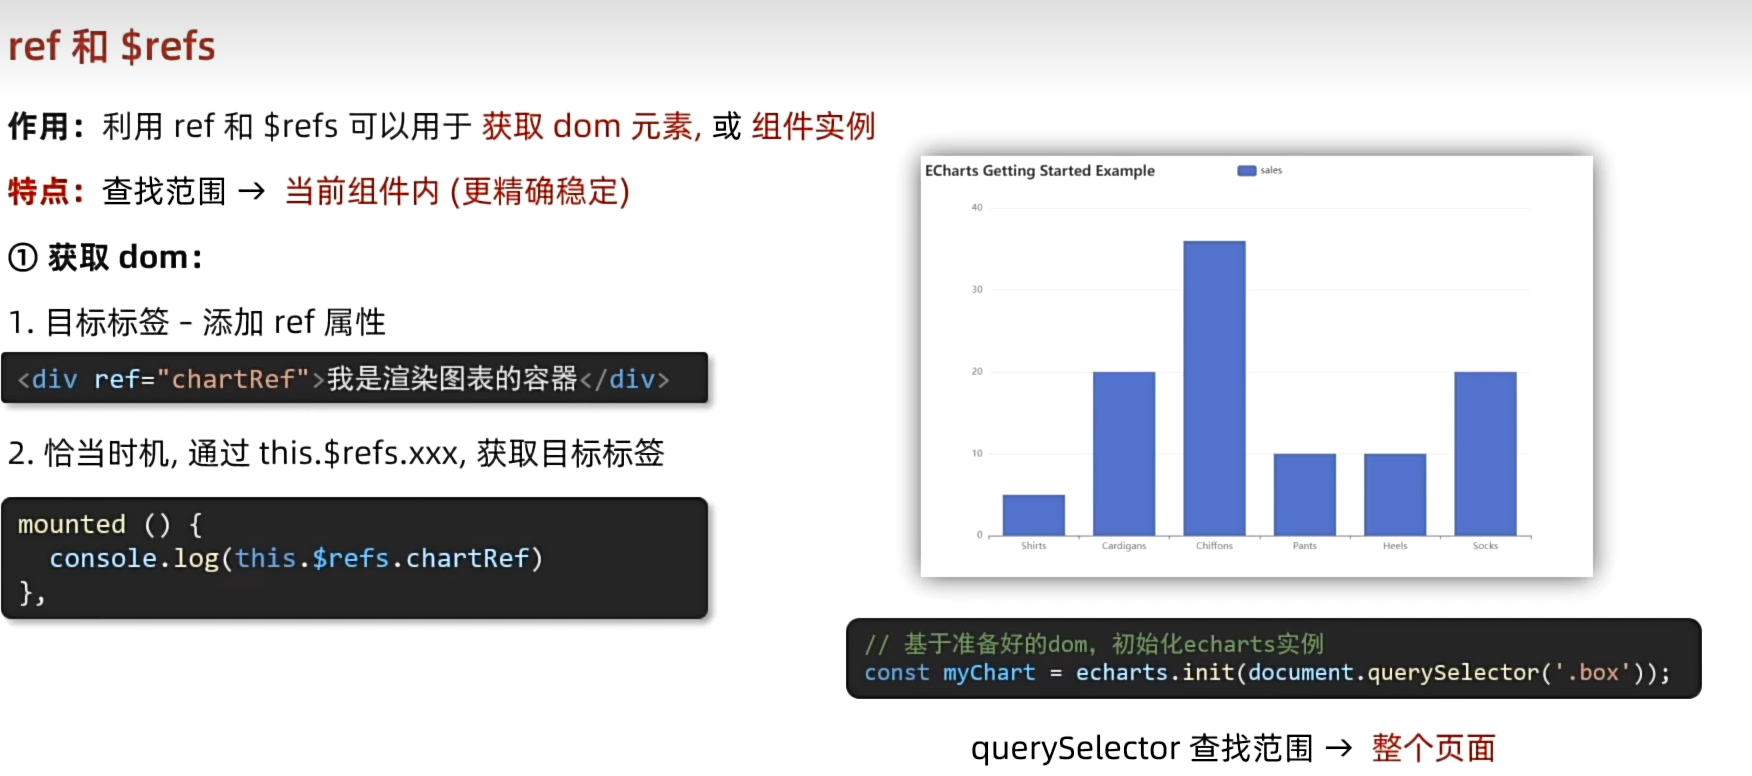 ref 和 $refs
作用：利用 ref 和 $refs 可以用于 获取 dom 元素, 或 组件实例
特点：查找范围 → 当前组件内 (更精确稳定)
① 获取 dom：
1. 目标标签 – 添加 ref 属性
<div ref="chartRef">我是渲染图表的容器</div>
2. 恰当时机, 通过 this.$refs.xxx, 获取目标标签
mounted () {
  console.log(this.$refs.chartRef)
},
ECharts Getting Started Example
sales
40
30
20
10
0
Shirts Cardigans Chiffons Pants Heels Socks
// 基于准备好的dom，初始化echarts实例
const myChart = echarts.init(document.querySelector('.box'));
querySelector 查找范围 → 整个页面